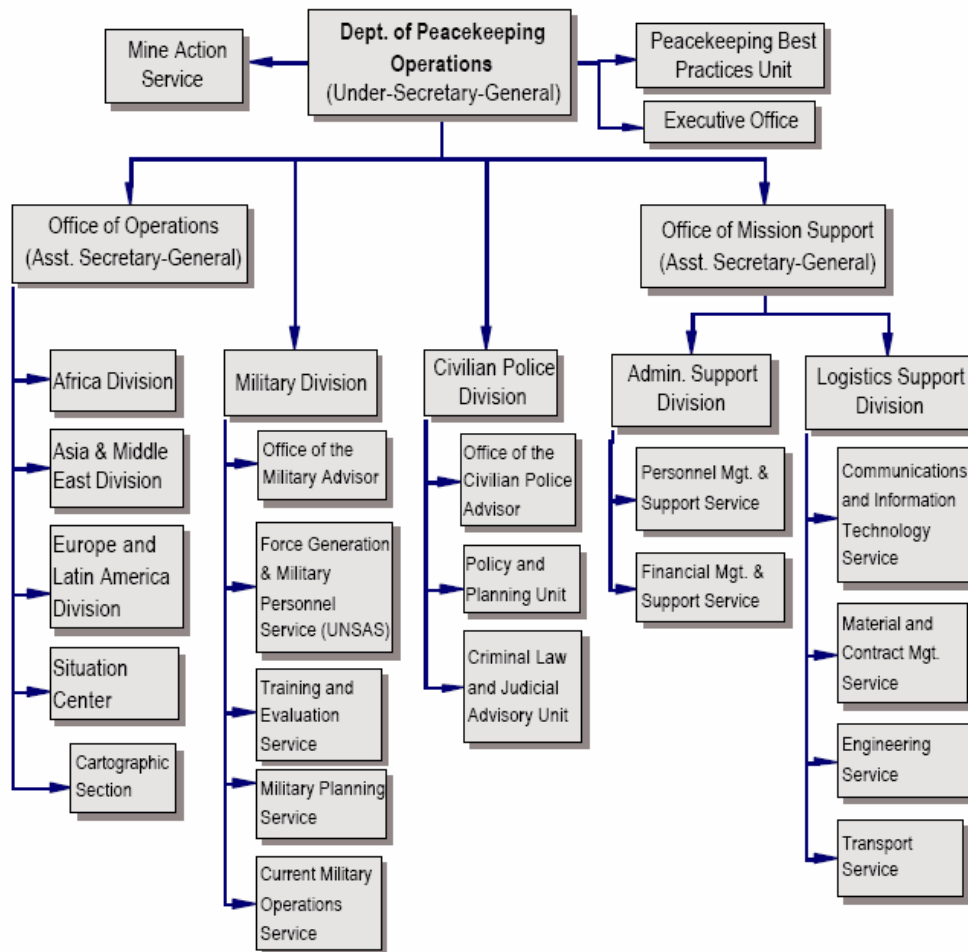 Mine Action
Service
Dept. of Peacekeeping
Operations
(Under-Secretary-General)
Peacekeeping Best
Practices Unit
Executive Office
Office of Operations
(Asst. Secretary-General)
Office of Mission Support
(Asst. Secretary-General)
Africa Division
Asia & Middle
East Division
Europe and
Latin America
Division
Situation
Center
Cartographic
Section
Military Division
Office of the
Military Advisor
Force Generation
& Military
Personnel
Service (UNSAS)
Training and
Evaluation
Service
Military Planning
Service
Current Military
Operations
Service
Civilian Police
Division
Office of the
Civilian Police
Advisor
Policy and
Planning Unit
Criminal Law
and Judicial
Advisory Unit
Admin. Support
Division
Personnel Mgt. &
Support Service
Financial Mgt. &
Support Service
Logistics Support
Division
Communications
and Information
Technology
Service
Material and
Contract Mgt.
Service
Engineering
Service
Transport
Service